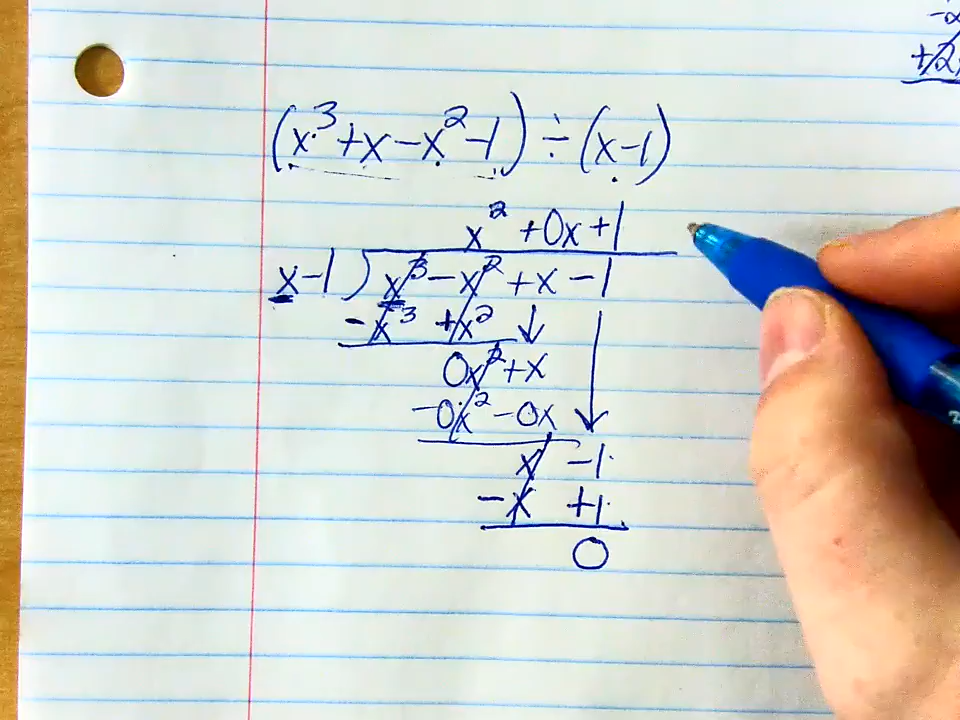 (x³+x-x²-1) ÷ (x-1)
x² +0x+1
x-1 ) x³-x²+x-1
-x³ +x² ↓
0x²+x
-0x²-0x
x -1
-x +1
0